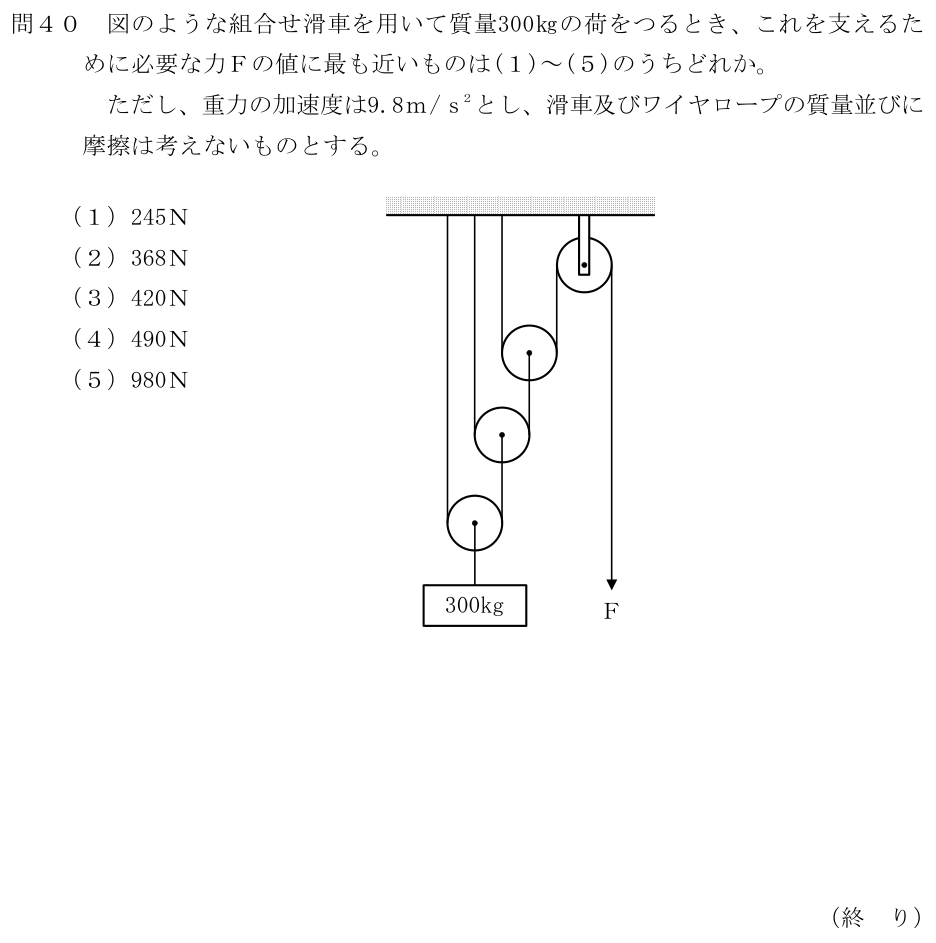 問４０　図のような組合せ滑車を用いて質量300㎏の荷をつるとき、これを支えるた
めに必要な力Ｆの値に最も近いものは(１)～(５)のうちどれか。
ただし、重力の加速度は9.8ｍ/ｓ²とし、滑車及びワイヤロープの質量並びに
摩擦は考えないものとする。
(１) 245Ｎ
(２) 368Ｎ
(３) 420Ｎ
(４) 490Ｎ
(５) 980Ｎ
300kg
Ｆ
(終　り)